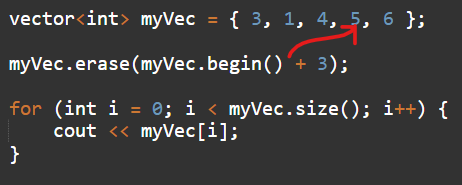 vector<int> myVec = { 3, 1, 4, 5, 6 };
myVec.erase(myVec.begin() + 3);
for (int i = 0; i < myVec.size(); i++) {
cout << myVec[i];
}